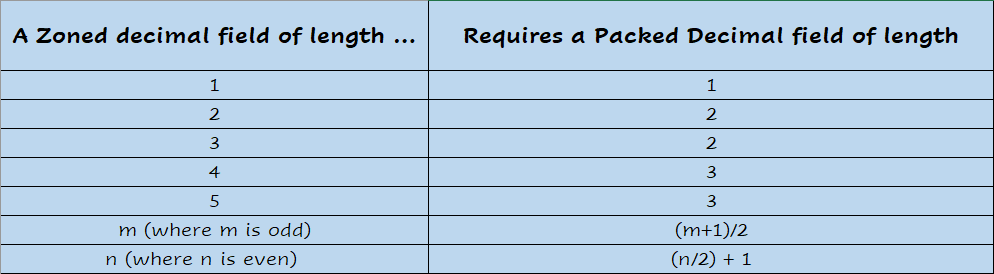 A Zoned decimal field of length ... Requires a Packed Decimal field of length
1 1
2 2
3 2
4 3
5 3
m (where m is odd) (m+1)/2
n (where n is even) (n/2) + 1